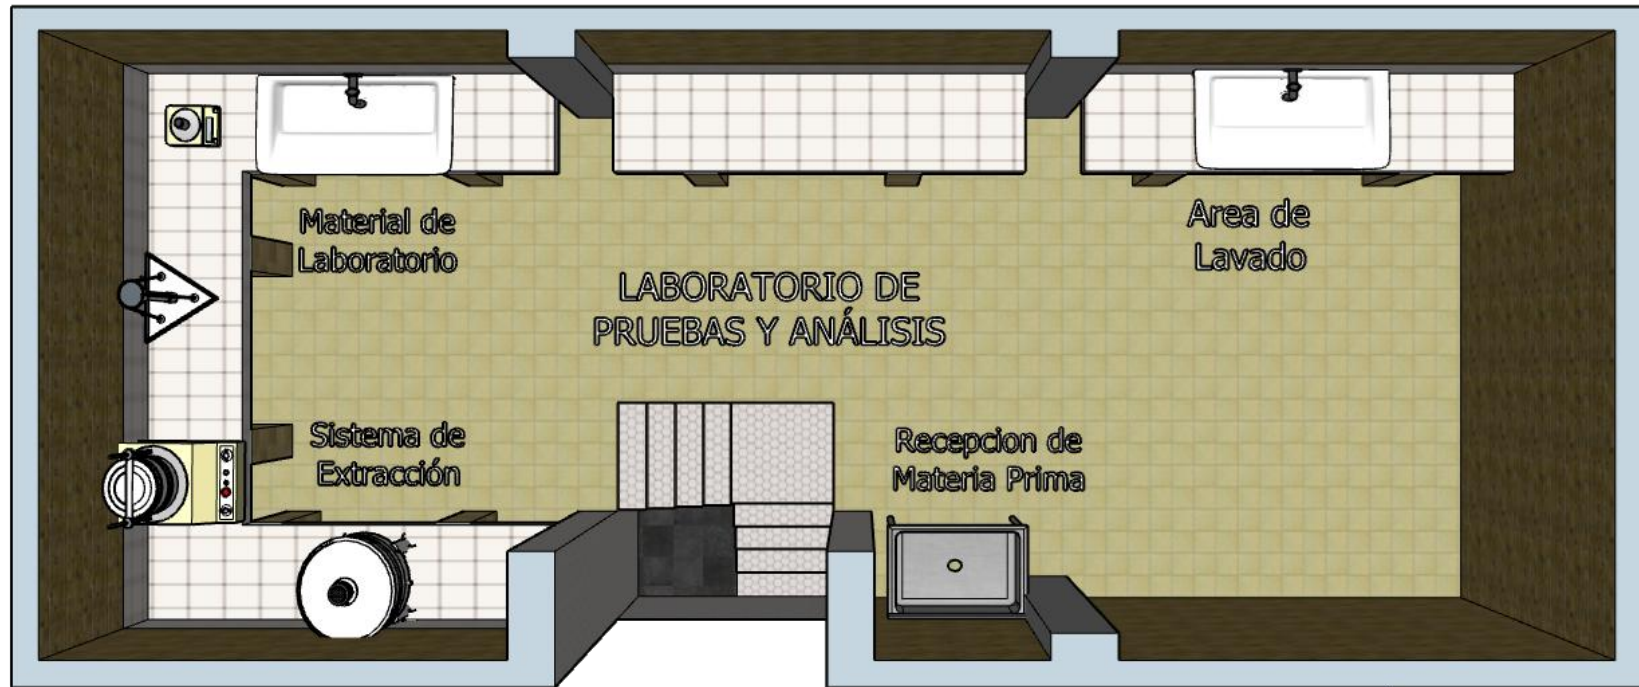 Material de
Laboratorio
Area de
Lavado
LABORATORIO DE
PRUEBAS Y ANÁLISIS
Sistema de
Extracción
Recepcion de
Materia Prima